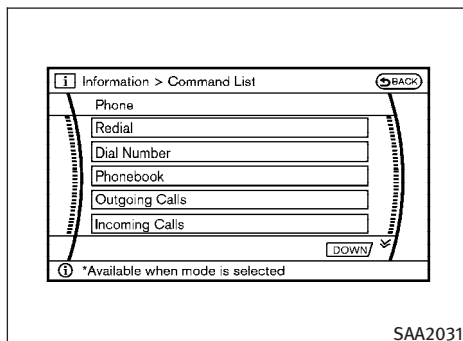 i Information > Command List BACK
Phone
Redial
Dial Number
Phonebook
Outgoing Calls
Incoming Calls
DOWN
i *Available when mode is selected
SAA2031